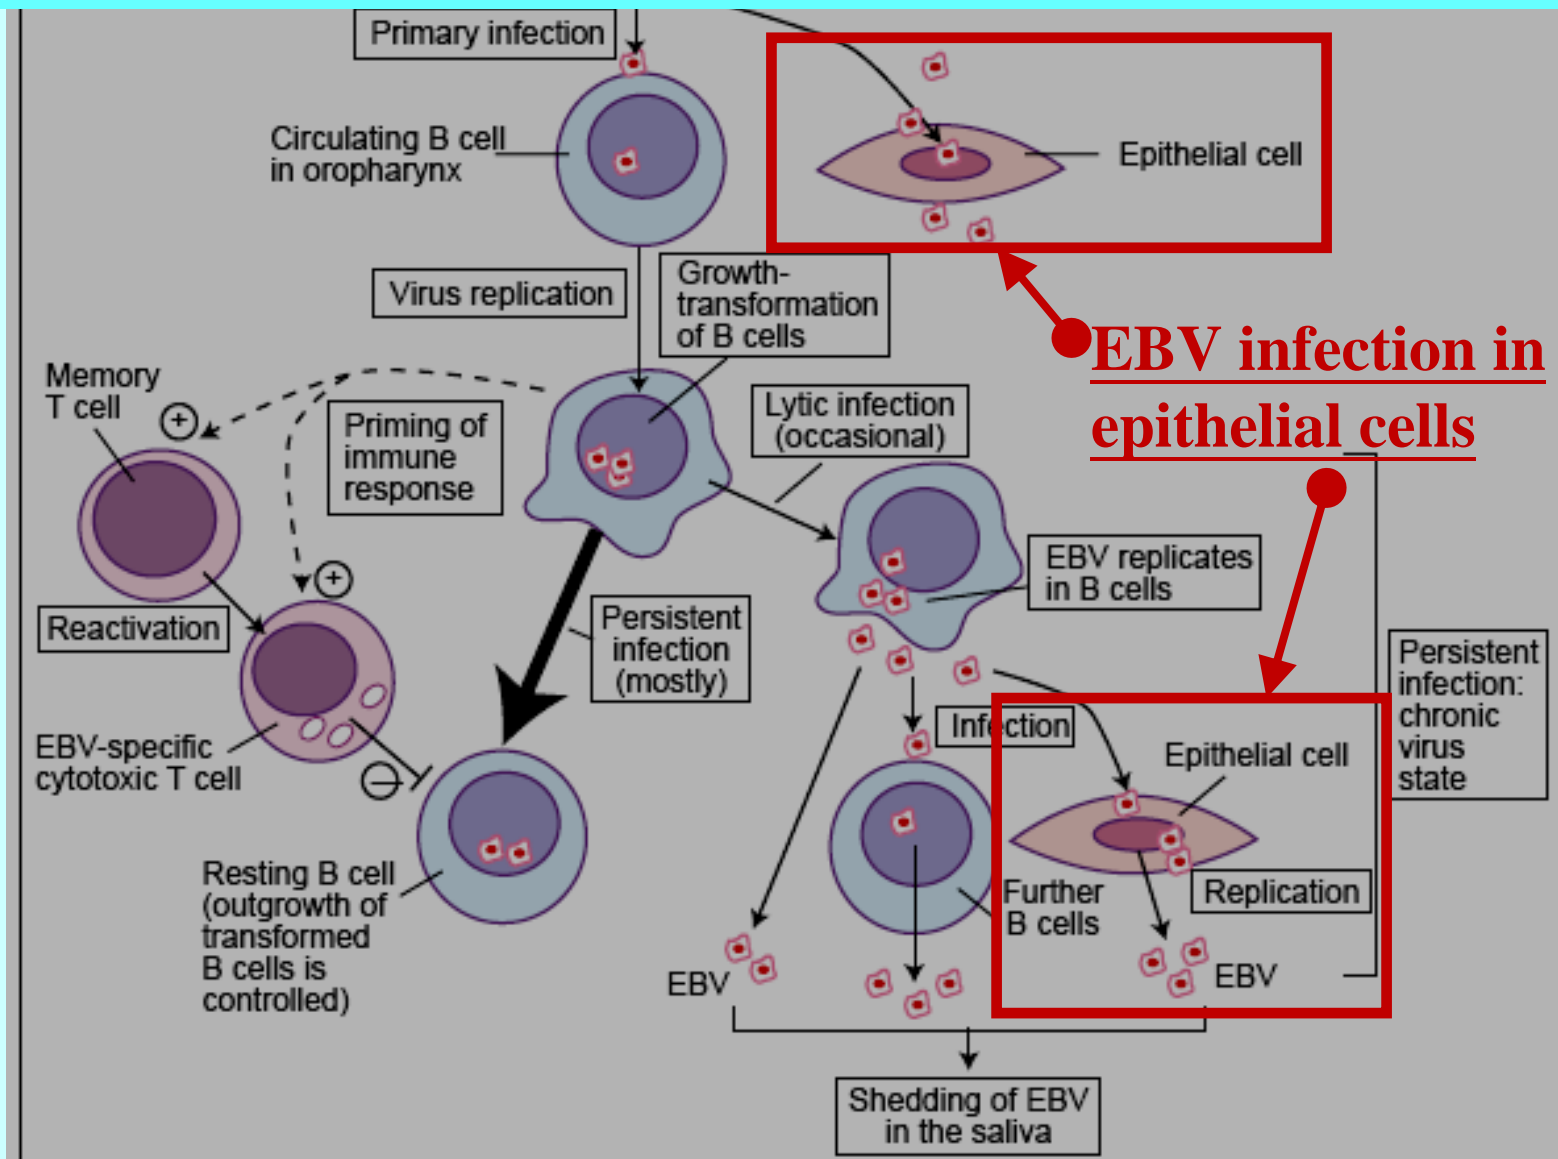 Primary infection
Circulating B cell
in oropharynx
Epithelial cell
Virus replication
Growth-
transformation
of B cells
EBV infection in
epithelial cells
Memory
T cell
+
Priming of
immune
response
Lytic infection
(occasional)
EBV replicates
in B cells
+
Reactivation
Persistent
infection
(mostly)
Persistent
infection:
chronic
virus
state
Infection
Epithelial cell
EBV-specific
cytotoxic T cell
−
Resting B cell
(outgrowth of
transformed
B cells is
controlled)
Further
B cells
Replication
EBV
EBV
Shedding of EBV
in the saliva